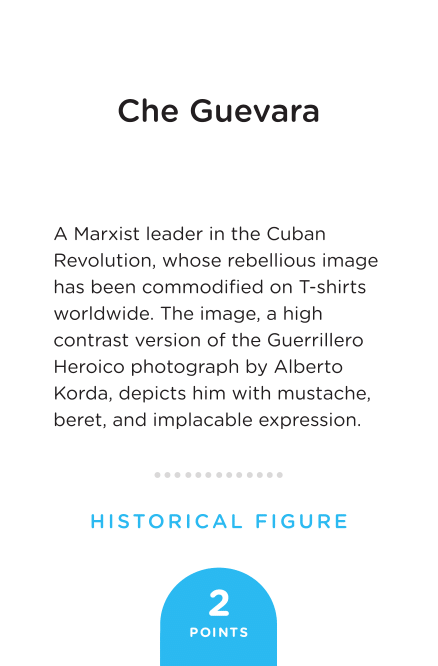 Che Guevara
A Marxist leader in the Cuban
Revolution, whose rebellious image
has been commodified on T-shirts
worldwide. The image, a high
contrast version of the Guerrillero
Heroico photograph by Alberto
Korda, depicts him with mustache,
beret, and implacable expression.
HISTORICAL FIGURE
2
POINTS